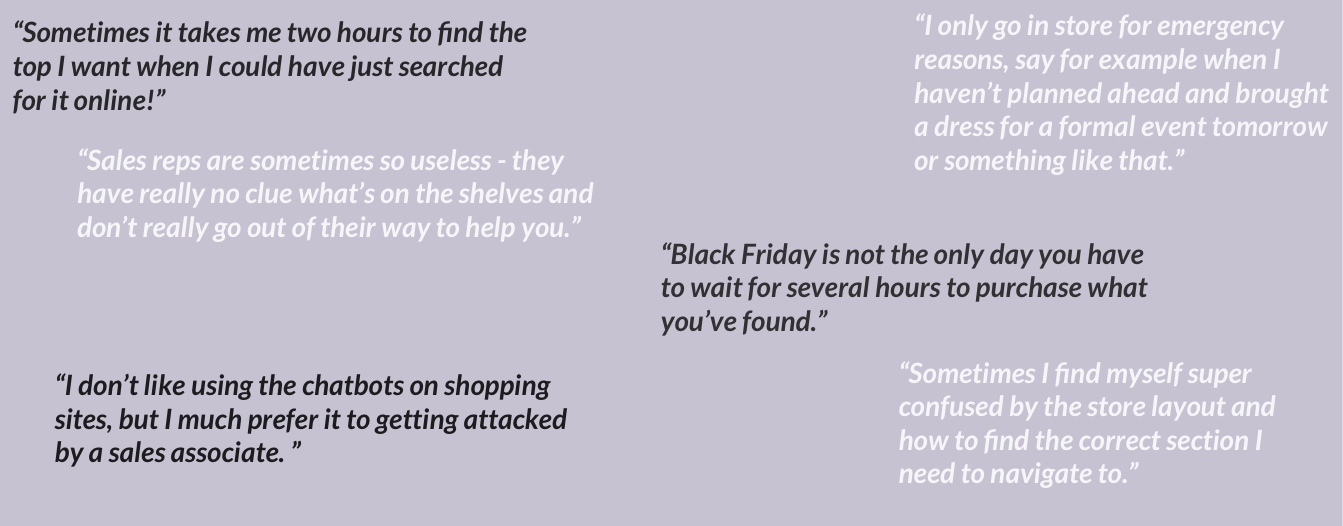 “Sometimes it takes me two hours to find the
top I want when I could have just searched
for it online!”
“I only go in store for emergency
reasons, say for example when I
haven’t planned ahead and brought
a dress for a formal event tomorrow
or something like that.”
“Sales reps are sometimes so useless - they
have really no clue what’s on the shelves and
don’t really go out of their way to help you.”
“Black Friday is not the only day you have
to wait for several hours to purchase what
you’ve found.”
“I don’t like using the chatbots on shopping
sites, but I much prefer it to getting attacked
by a sales associate. ”
“Sometimes I find myself super
confused by the store layout and
how to find the correct section I
need to navigate to.”